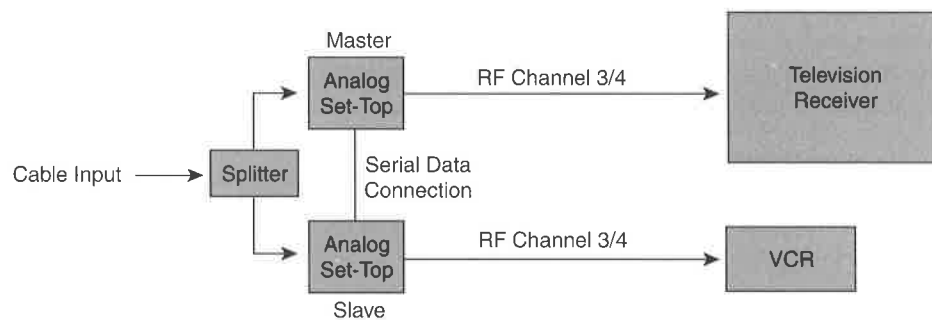 Master
Analog
Set-Top
RF Channel 3/4
Television
Receiver
Cable Input
Splitter
Serial Data
Connection
Analog
Set-Top
RF Channel 3/4
VCR
Slave